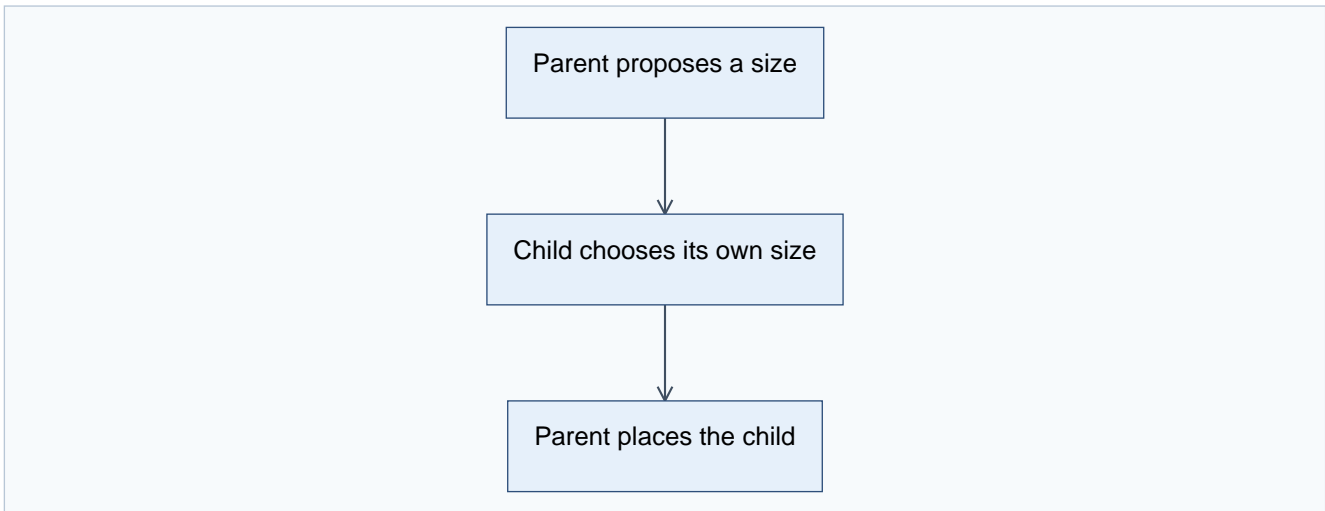 Parent proposes a size
Child chooses its own size
Parent places the child